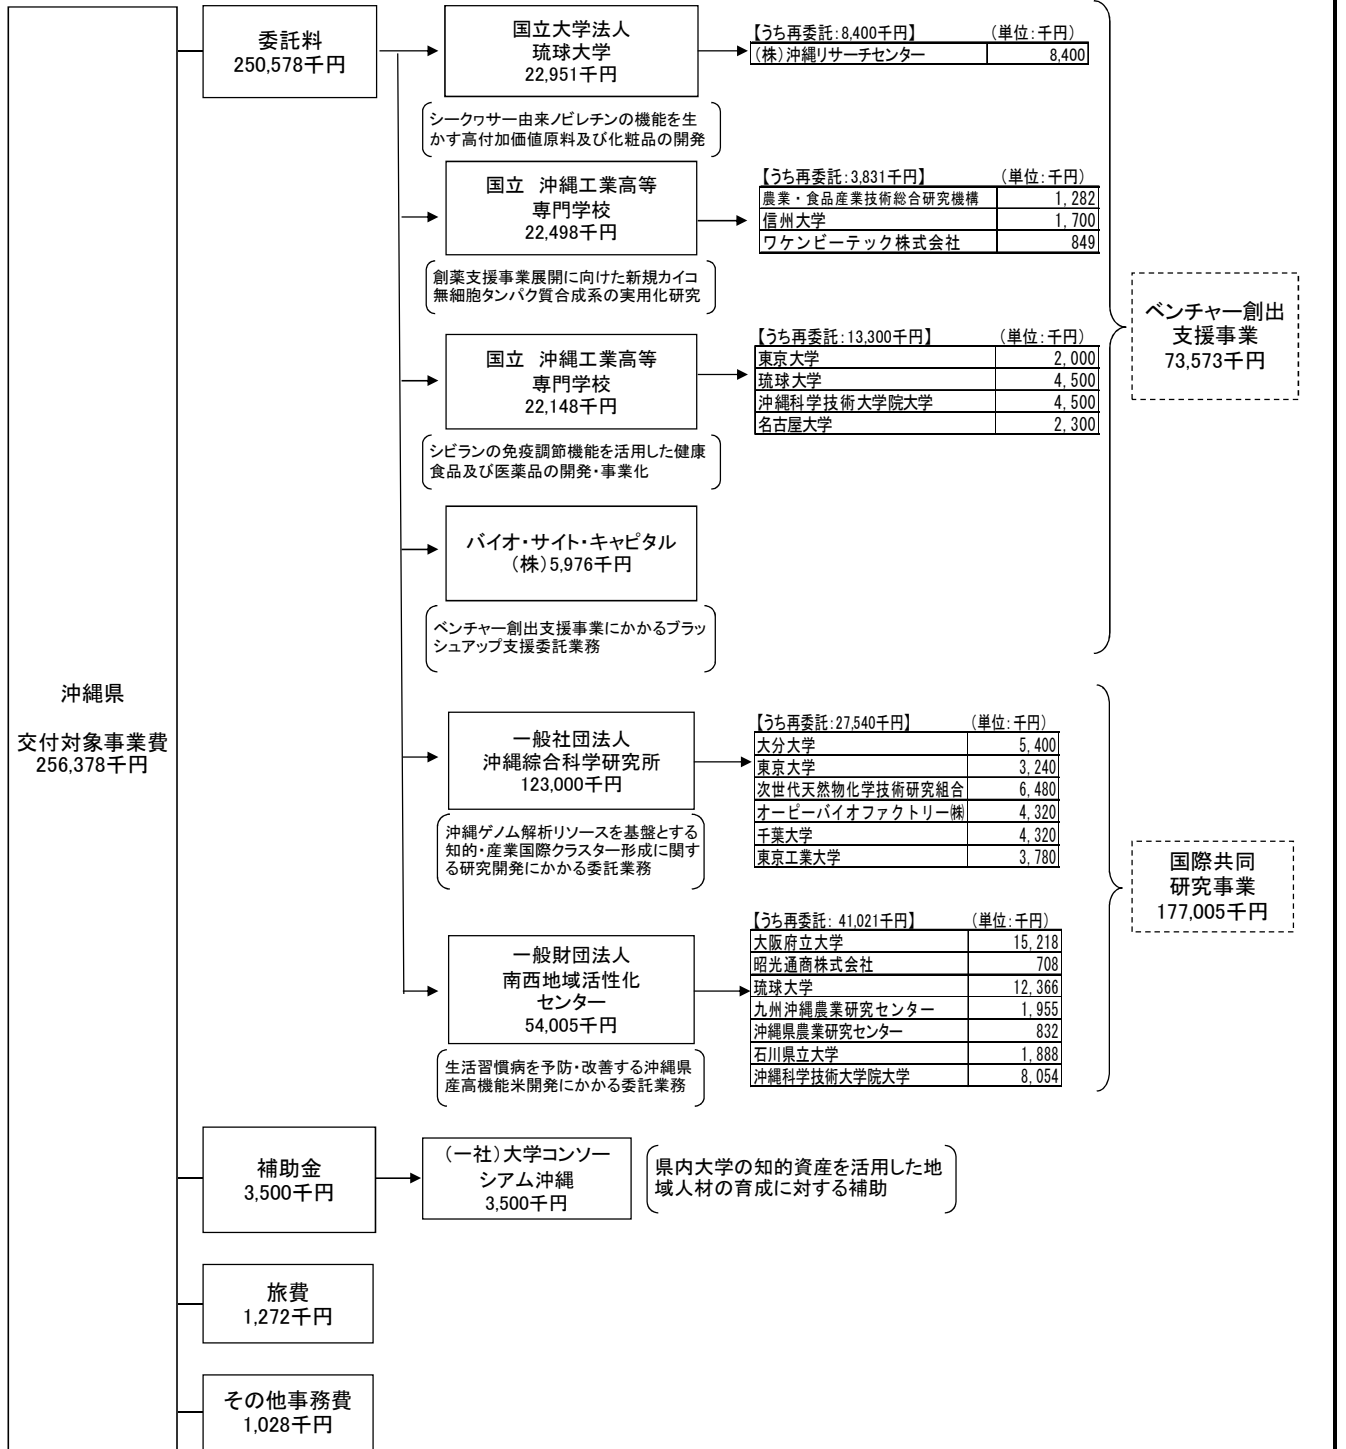 沖縄県
交付対象事業費
256,378千円
委託料
250,578千円
国立大学法人
琉球大学
22,951千円
【うち再委託:8,400千円】 (単位:千円)
(株)沖縄リサーチセンター 8,400
シークヮサー由来ノビレチンの機能を生
かす高付加価値原料及び化粧品の開発
国立 沖縄工業高等
専門学校
22,498千円
【うち再委託:3,831千円】 (単位:千円)
農業・食品産業技術総合研究機構 1,282
信州大学 1,700
ワケンビーテック株式会社 849
創薬支援事業展開に向けた新規カイコ
無細胞タンパク質合成系の実用化研究
国立 沖縄工業高等
専門学校
22,148千円
【うち再委託:13,300千円】 (単位:千円)
東京大学 2,000
琉球大学 4,500
沖縄科学技術大学院大学 4,500
名古屋大学 2,300
シビランの免疫調節機能を活用した健康
食品及び医薬品の開発・事業化
バイオ・サイト・キャピタル
(株)5,976千円
ベンチャー創出支援事業にかかるブラッ
シュアップ支援委託業務
ベンチャー創出
支援事業
73,573千円
一般社団法人
沖縄綜合科学研究所
123,000千円
【うち再委託:27,540千円】 (単位:千円)
大分大学 5,400
東京大学 3,240
次世代天然物化学技術研究組合 6,480
オーピーバイオファクトリー㈱ 4,320
千葉大学 4,320
東京工業大学 3,780
沖縄ゲノム解析リソースを基盤とする
知的・産業国際クラスター形成に関す
る研究開発にかかる委託業務
一般財団法人
南西地域活性化
センター
54,005千円
【うち再委託: 41,021千円】 (単位:千円)
大阪府立大学 15,218
昭光通商株式会社 708
琉球大学 12,366
九州沖縄農業研究センター 1,955
沖縄県農業研究センター 832
石川県立大学 1,888
沖縄科学技術大学院大学 8,054
生活習慣病を予防・改善する沖縄県
産高機能米開発にかかる委託業務
国際共同
研究事業
177,005千円
補助金
3,500千円
(一社)大学コンソー
シアム沖縄
3,500千円
県内大学の知的資産を活用した地
域人材の育成に対する補助
旅費
1,272千円
その他事務費
1,028千円